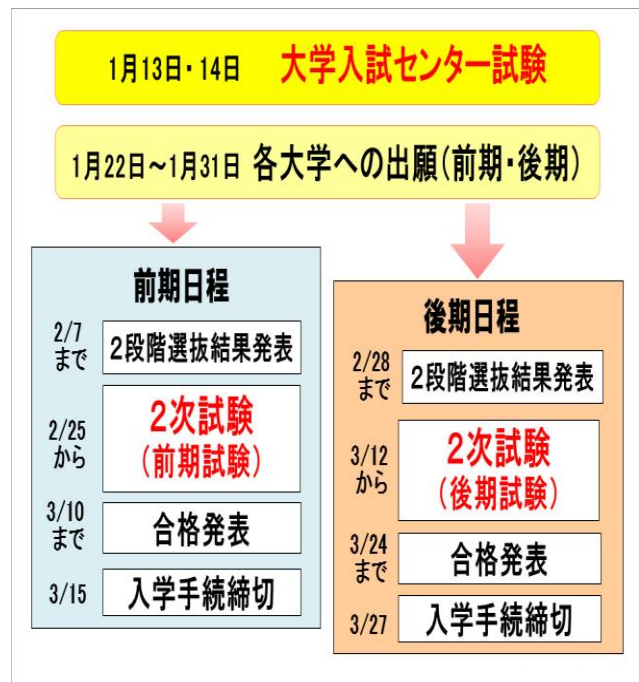 1月13日・14日 大学入試センター試験
1月22日～1月31日 各大学への出願(前期・後期)
前期日程
2/7
まで
2段階選抜結果発表
2/25
から
2次試験
(前期試験)
3/10
まで
合格発表
3/15
入学手続締切
後期日程
2/28
まで
2段階選抜結果発表
3/12
から
2次試験
(後期試験)
3/24
まで
合格発表
3/27
入学手続締切